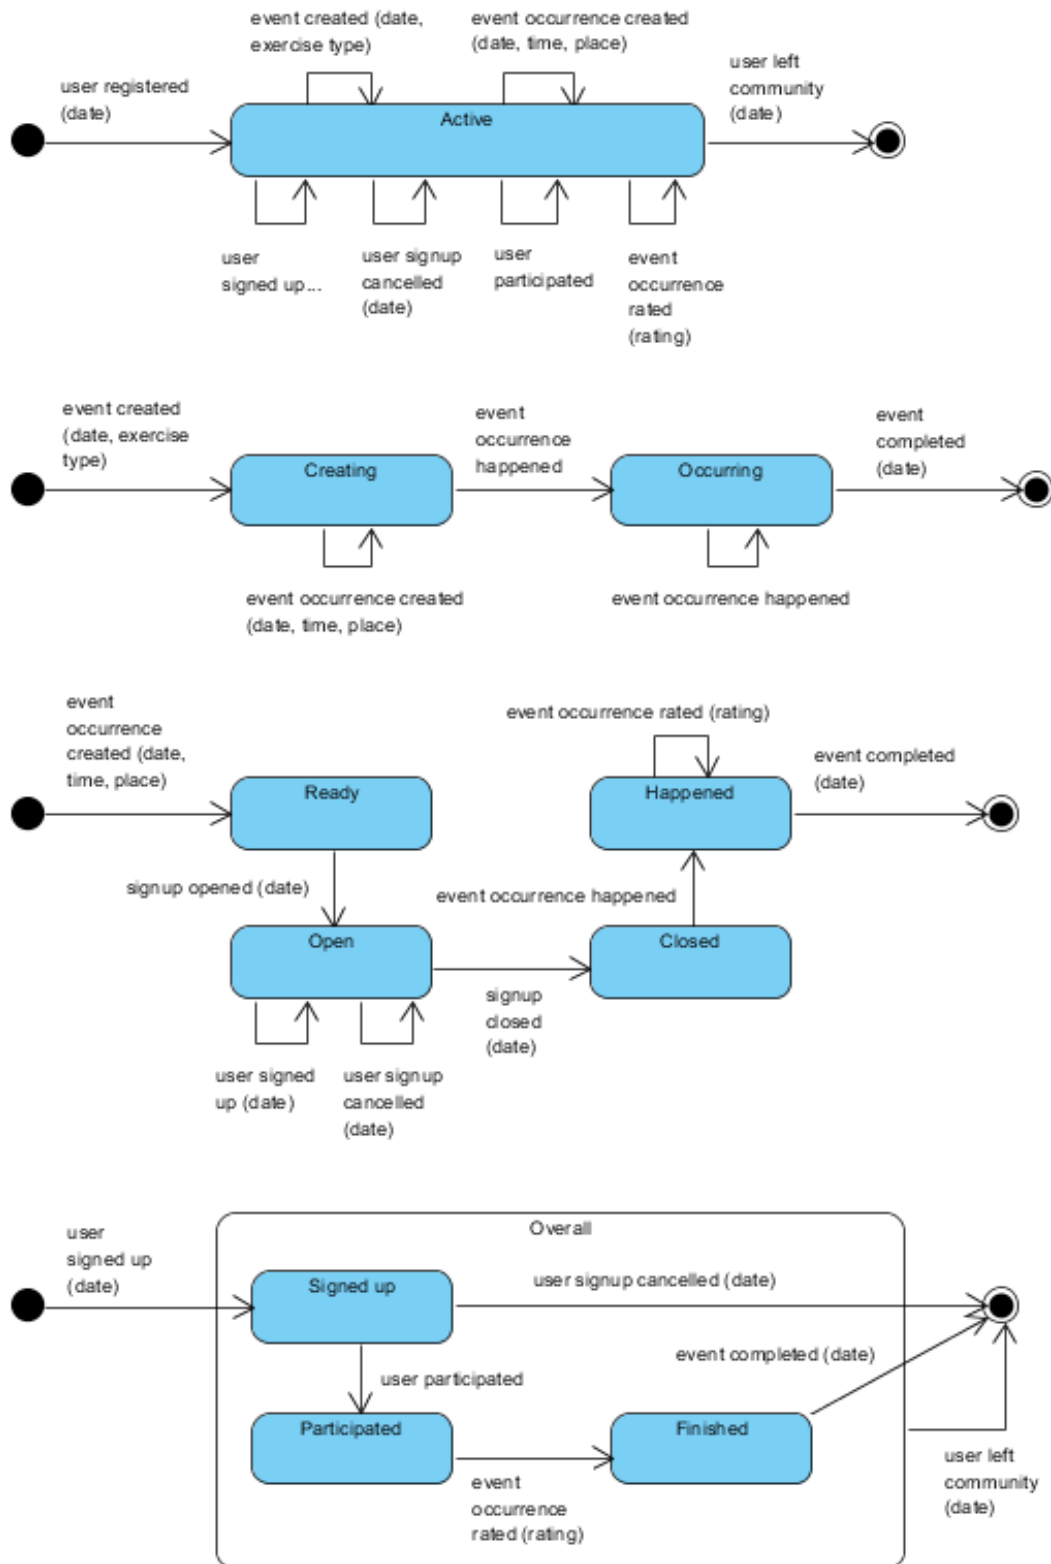 event created (date,
exercise type)
event occurrence created
(date, time, place)
user registered
(date)
user left
community
(date)
Active
user
signed up...
user signup
cancelled
(date)
user
participated
event
occurrence
rated
(rating)
event created
(date, exercise
type)
event
occurrence
happened
event
completed
(date)
Creating
Occurring
event occurrence created
(date, time, place)
event occurrence happened
event
occurrence
created (date,
time, place)
event occurrence rated (rating)
event completed
(date)
Ready
Happened
signup opened (date)
event occurrence happened
Open
Closed
signup
closed
(date)
user signed
up (date)
user signup
cancelled
(date)
Overall
user
signed up
(date)
Signed up
user signup cancelled (date)
event completed (date)
user participated
Participated
Finished
event
occurrence
rated (rating)
user left
community
(date)